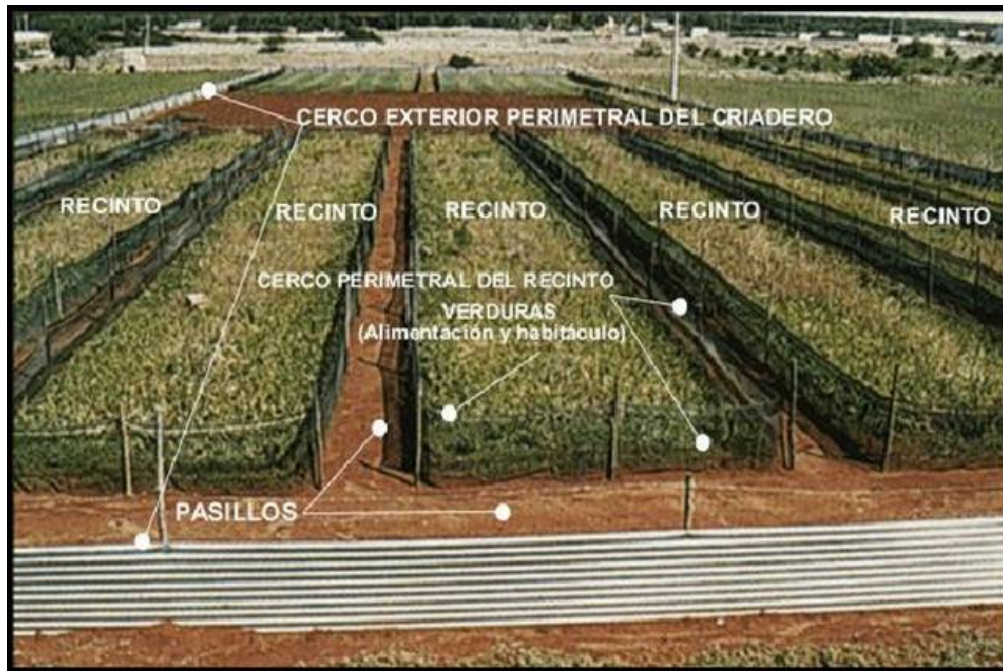 CERCO EXTERIOR PERIMETRAL DEL CRIADERO
RECINTO
RECINTO
RECINTO
RECINTO
RECINTO
CERCO PERIMETRAL DEL RECINTO
VERDURAS
(Alimentación y habitáculo)
PASILLOS